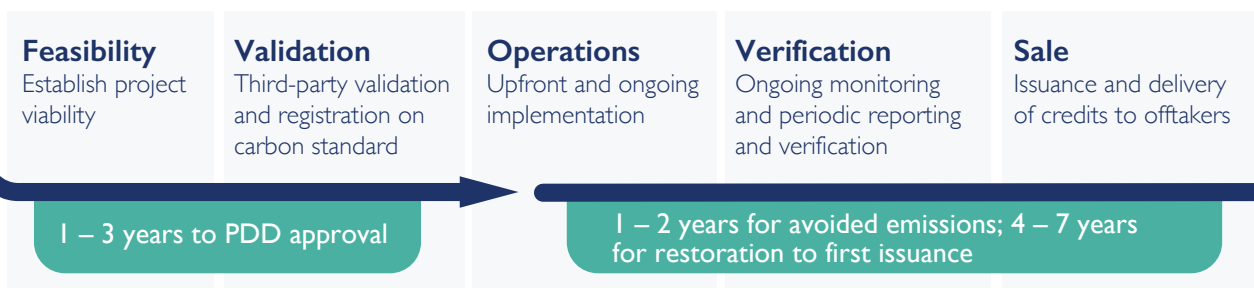 Feasibility
Establish project
viability
Validation
Third-party validation
and registration on
carbon standard
Operations
Upfront and ongoing
implementation
Verification
Ongoing monitoring
and periodic reporting
and verification
Sale
Issuance and delivery
of credits to offtakers
1 – 3 years to PDD approval
1 – 2 years for avoided emissions; 4 – 7 years
for restoration to first issuance